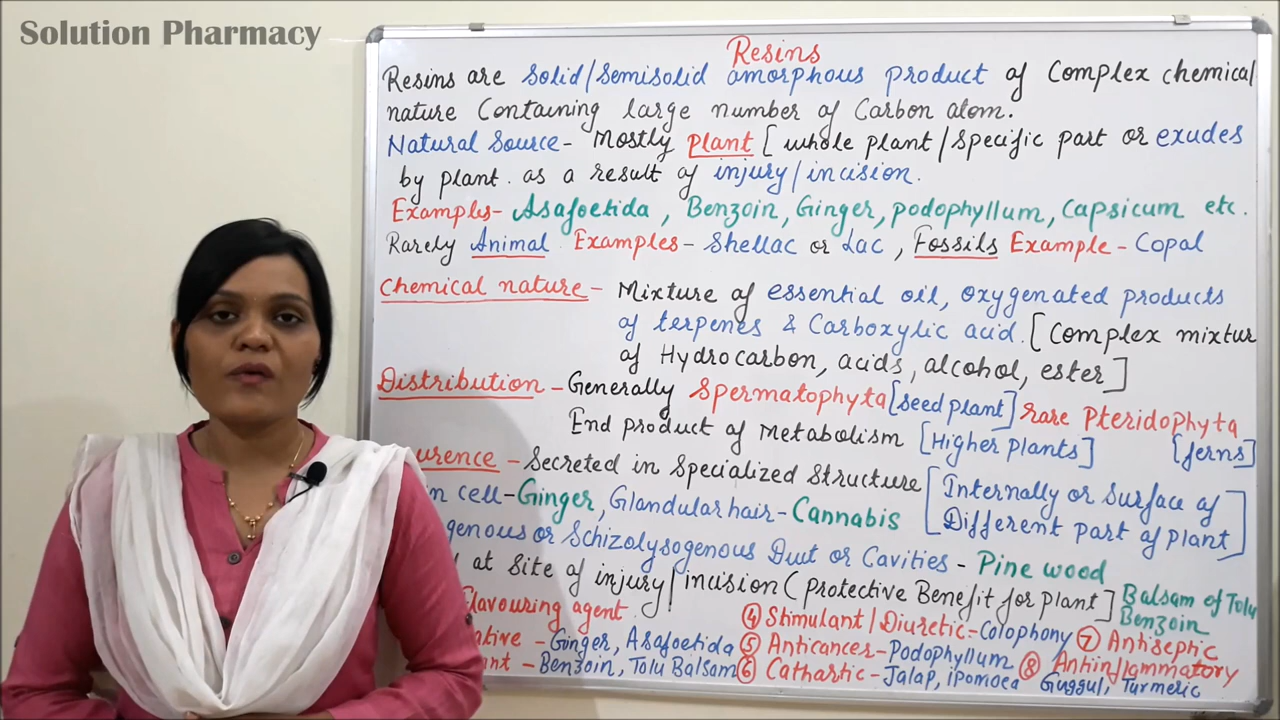 Solution Pharmacy
Resins
Resins are solid/semisolid amorphous product of complex chemical
nature Containing large number of Carbon atom.
Natural Source - Mostly plant [whole plant/specific part or exudes
by plant. as a result of injury/incision.
Examples- Asafoetida, Benzoin, Ginger, podophyllum, Capsicum etc.
Rarely Animal Examples - Shellac or Lac, Fossils Example - Copal
Chemical nature - Mixture of essential oil, oxygenated products
of terpenes & Carboxylic acid. [Complex mixtur
of Hydrocarbon, acids, alcohol, ester]
Distribution - Generally Spermatophyta [seed plant] rare Pteridophyta
End product of Metabolism [Higher plants] [ferns]
urence - Secreted in Specialized Structure [Internally or Surface of
Different part of plant]
n cell - Ginger, Glandular hair - Cannabis
genous or Schizolysogenous Duct or Cavities - Pine wood
at site of injury/incision (protective Benefit for plant] Balsam of Tolu
Benzoin
Flavouring agent.
ative - Ginger, Asafoetida
ant - Benzoin, Tolu Balsam
④ Stimulant/Diuretic - Colophony
⑤ Anticancer - Podophyllum
⑥ Cathartic - Jalap, ipomoea
⑦ Antiseptic
⑧ Antiinflammatory
Guggul, Turmeric